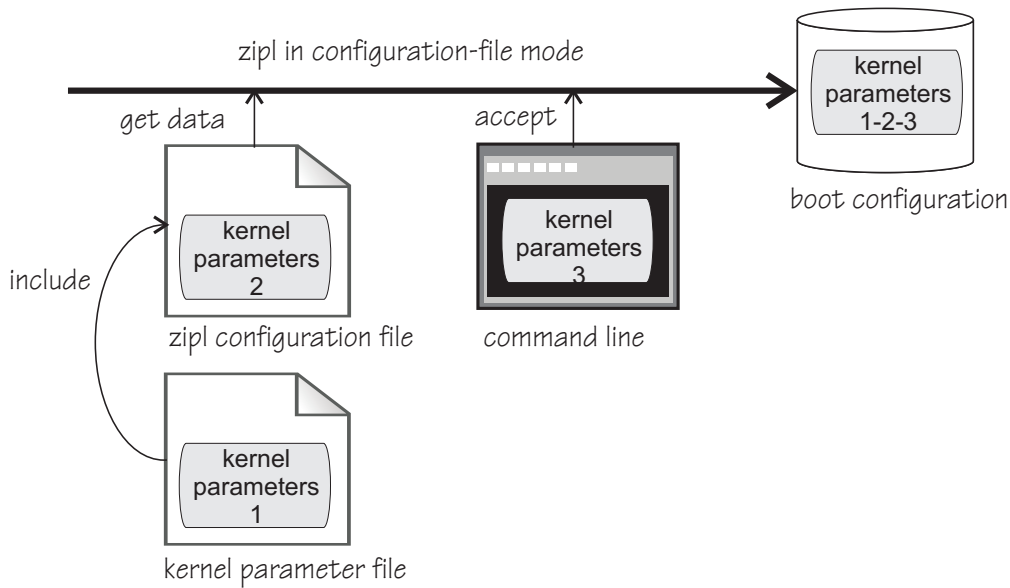 zipl in configuration-file mode
kernel
parameters
1-2-3
boot configuration
get data
accept
kernel
parameters
2
zipl configuration file
kernel
parameters
3
command line
include
kernel
parameters
1
kernel parameter file